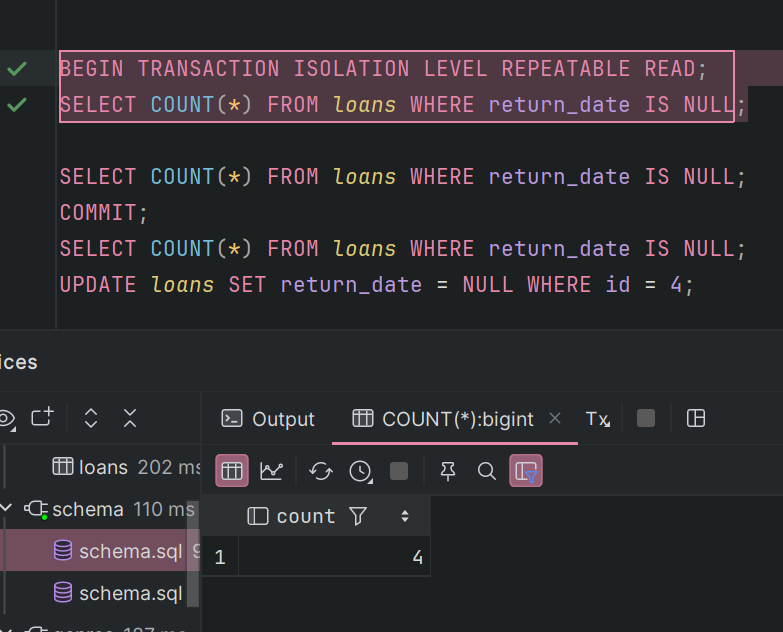 BEGIN TRANSACTION ISOLATION LEVEL REPEATABLE READ;
SELECT COUNT(*) FROM loans WHERE return_date IS NULL;
SELECT COUNT(*) FROM loans WHERE return_date IS NULL;
COMMIT;
SELECT COUNT(*) FROM loans WHERE return_date IS NULL;
UPDATE loans SET return_date = NULL WHERE id = 4;
ices
Output COUNT(*):bigint Tx
loans 202 ms
schema 110 ms
count
schema.sql 9
1 4
schema.sql